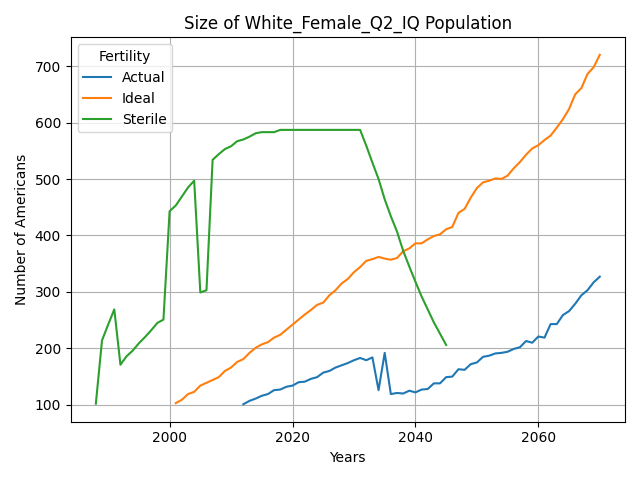 Size of White_Female_Q2_IQ Population
Fertility
Actual
Ideal
Sterile
Number of Americans
700
600
500
400
300
200
100
2000
2020
2040
2060
Years